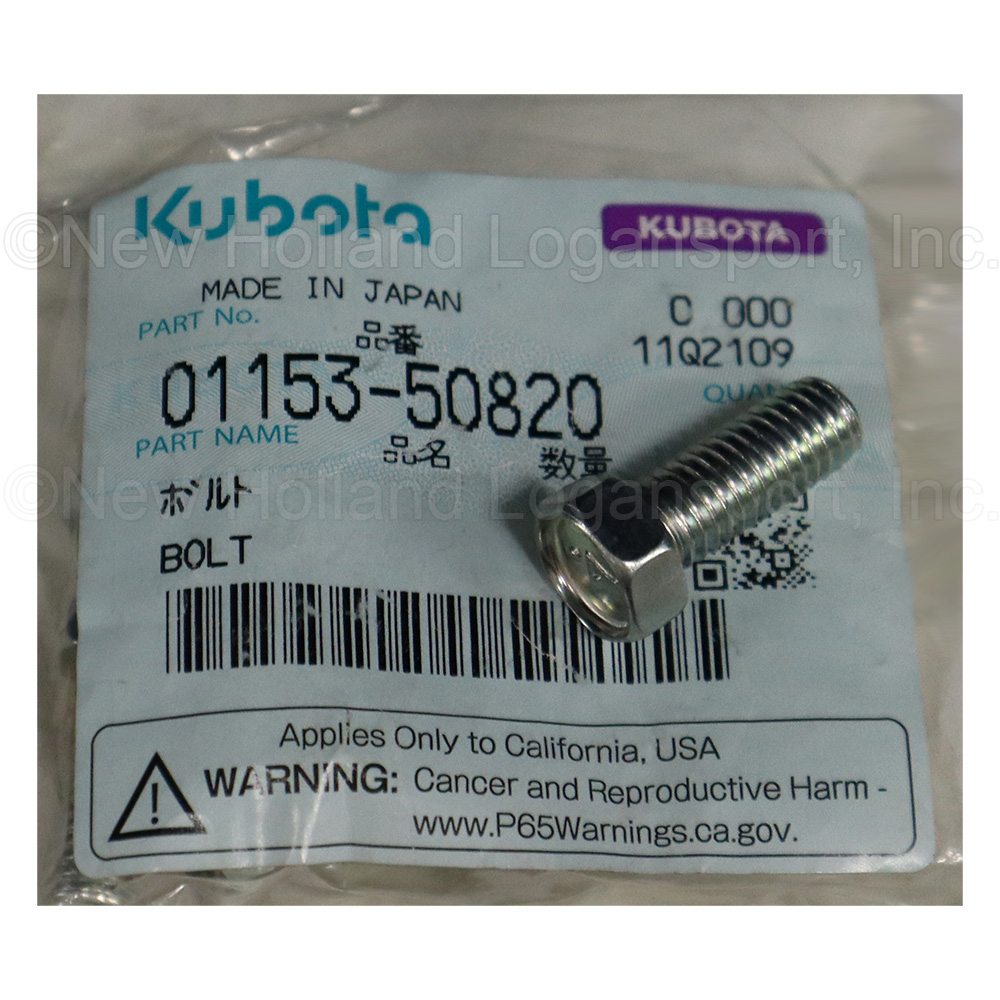 Kubota
KUBOTA
©New Holland Logansport, Inc.
MADE IN JAPAN
C 000
PART No.
品番
11Q2109
01153-50820
PART NAME
品名
数量
©New Holland Logansport, Inc.
ボルト
BOLT
7
Applies Only to California, USA
WARNING: Cancer and Reproductive Harm -
www.P65Warnings.ca.gov.